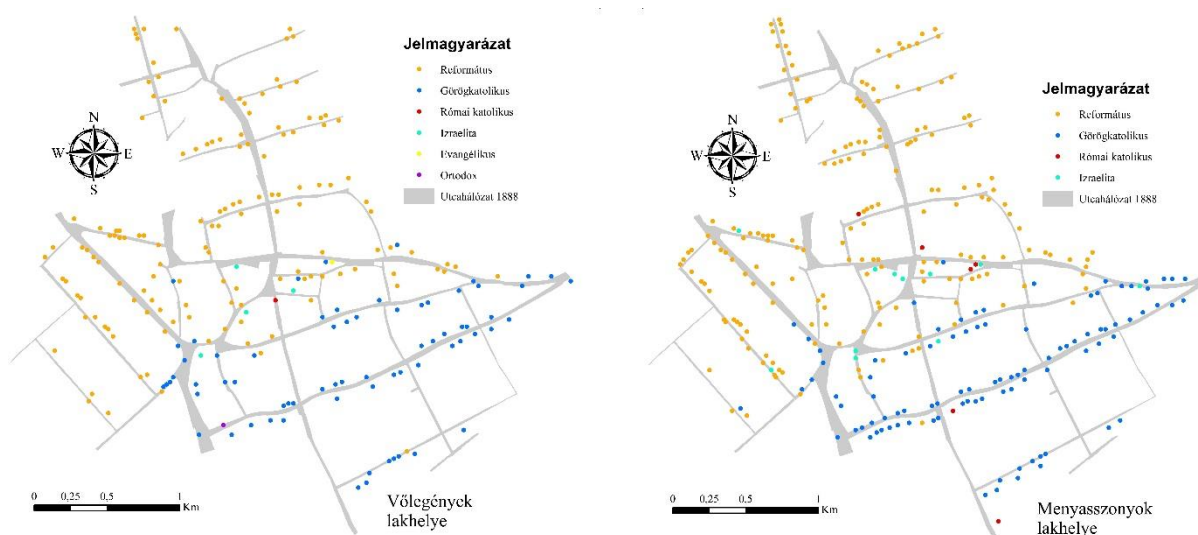 Jelmagyarázat
Református
Görögkatolikus
Római katolikus
Izraelita
Evangélikus
Ortodox
Utcahálózat 1888
N
W E
S
0 0,25 0,5 1
Km
Vőlegények
lakhelye
Jelmagyarázat
Református
Görögkatolikus
Római katolikus
Izraelita
Utcahálózat 1888
N
W E
S
0 0,25 0,5 1
Km
Menyasszonyok
lakhelye